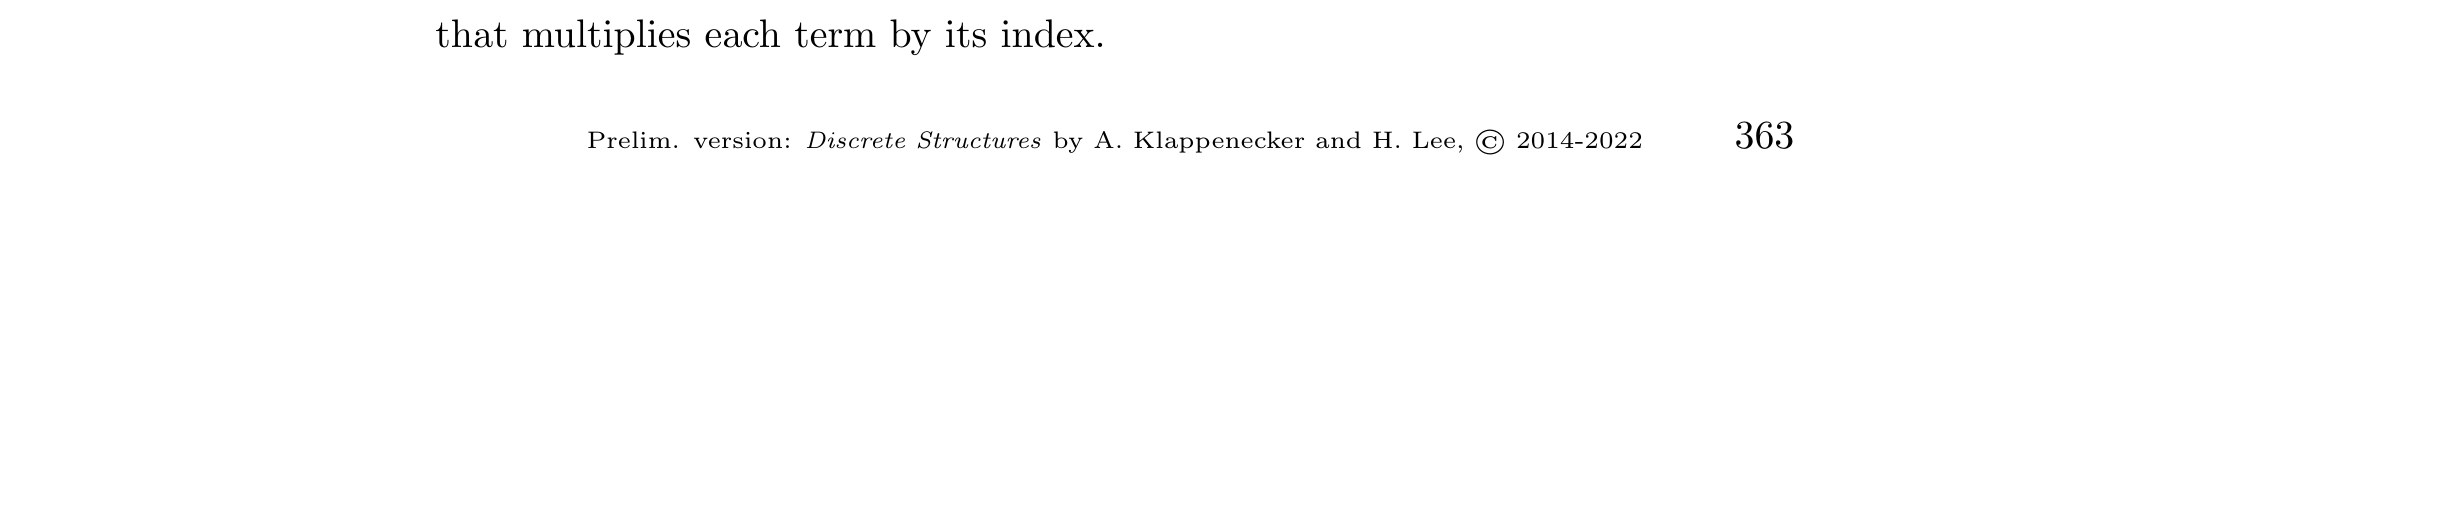 that multiplies each term by its index.
Prelim. version: Discrete Structures by A. Klappenecker and H. Lee, © 2014-2022 363